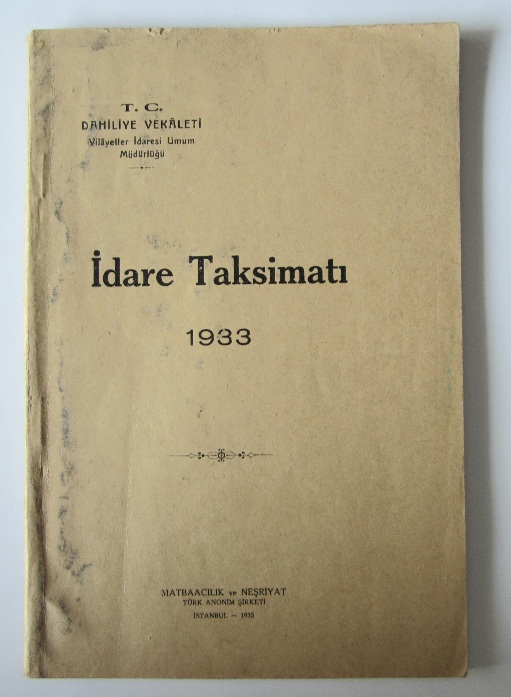 T. C.
DAHİLİYE VEKÂLETİ
Vilâyetler İdaresi Umum
Müdürlüğü
İdare Taksimatı
1933
MATBAACILIK ve NEŞRİYAT
TÜRK ANONİM ŞİRKETİ
İSTANBUL — 1933